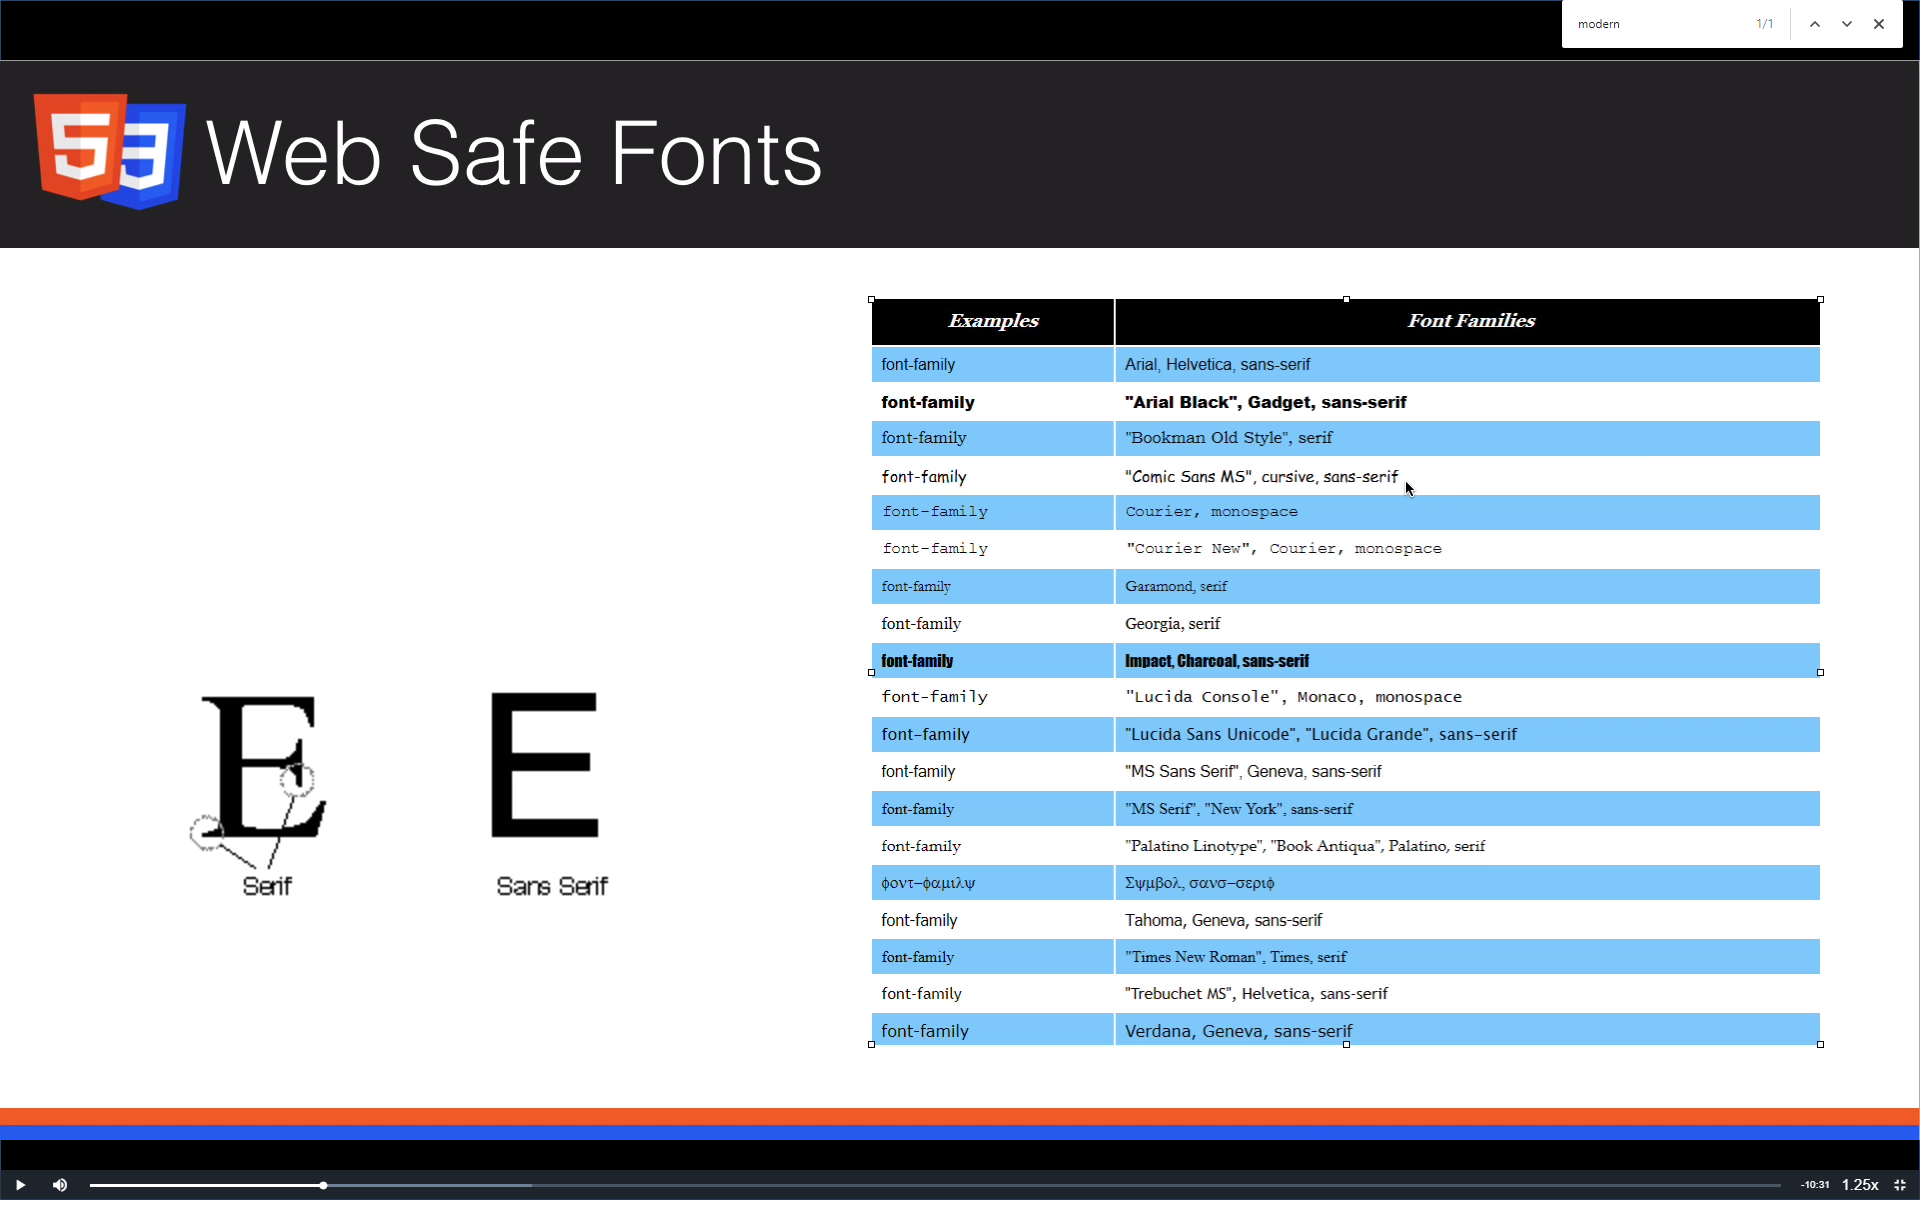 modern 1/1
5 3 Web Safe Fonts
Examples Font Families
font-family Arial, Helvetica, sans-serif
font-family "Arial Black", Gadget, sans-serif
font-family "Bookman Old Style", serif
font-family "Comic Sans MS", cursive, sans-serif
font-family Courier, monospace
font-family "Courier New", Courier, monospace
font-family Garamond, serif
font-family Georgia, serif
font-family Impact, Charcoal, sans-serif
font-family "Lucida Console", Monaco, monospace
font-family "Lucida Sans Unicode", "Lucida Grande", sans-serif
font-family "MS Sans Serif", Geneva, sans-serif
font-family "MS Serif", "New York", sans-serif
font-family "Palatino Linotype", "Book Antiqua", Palatino, serif
φοντ−φαμιλψ Σψμβολ, σανσ−σεριφ
font-family Tahoma, Geneva, sans-serif
font-family "Times New Roman", Times, serif
font-family "Trebuchet MS", Helvetica, sans-serif
font-family Verdana, Geneva, sans-serif
E E
Serif Sans Serif
-10:31 1.25x